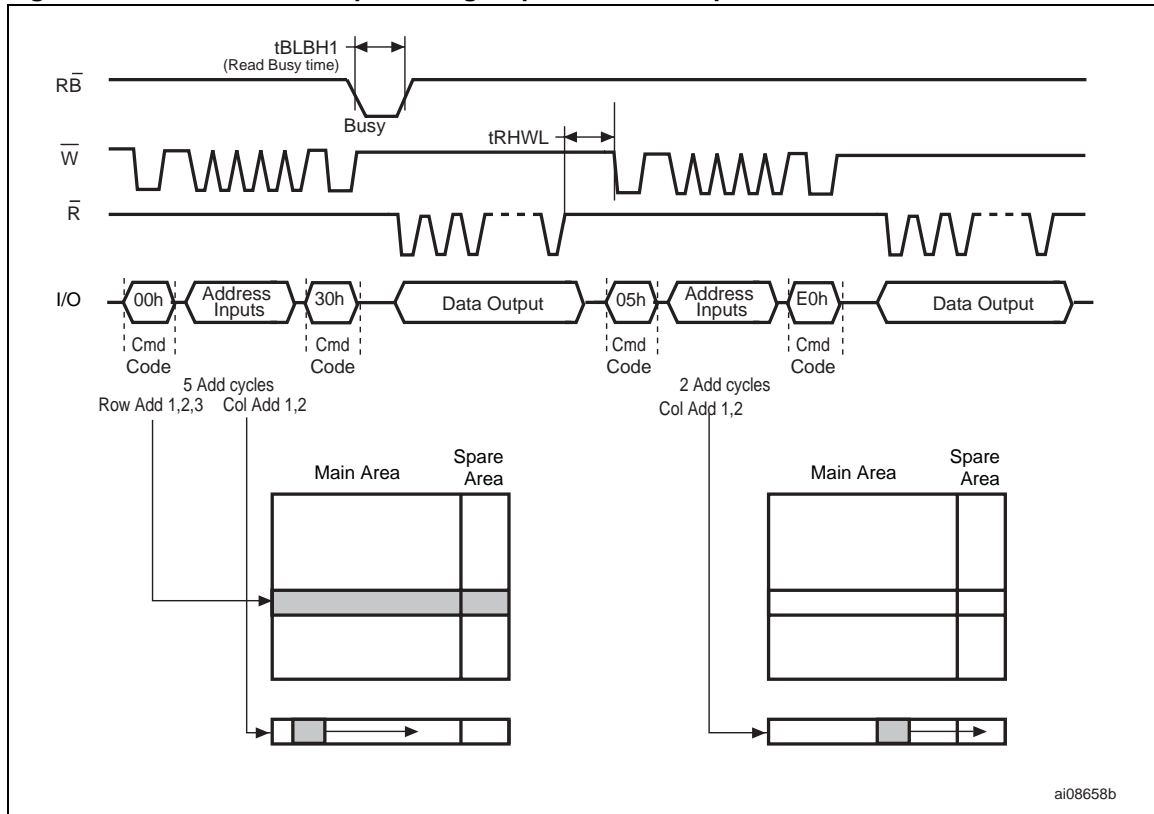 tBLBH1
(Read Busy time)
RB̅
Busy
tRHWL
W̅
R̅
I/O
00h
Address
Inputs
30h
Data Output
05h
Address
Inputs
E0h
Data Output
Cmd
Code
Cmd
Code
Cmd
Code
Cmd
Code
5 Add cycles
Row Add 1,2,3 Col Add 1,2
2 Add cycles
Col Add 1,2
Main Area
Spare
Area
Main Area
Spare
Area
ai08658b